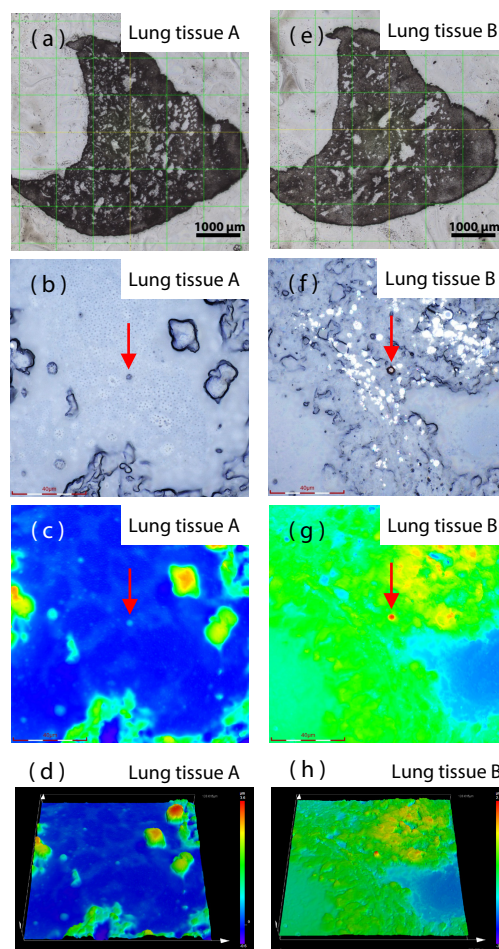 (a)
Lung tissue A
1000 μm
(e)
Lung tissue B
1000 μm
(b)
Lung tissue A
40μm
(f)
Lung tissue B
40μm
(c)
Lung tissue A
40μm
(g)
Lung tissue B
40μm
(d)
Lung tissue A
(h)
Lung tissue B